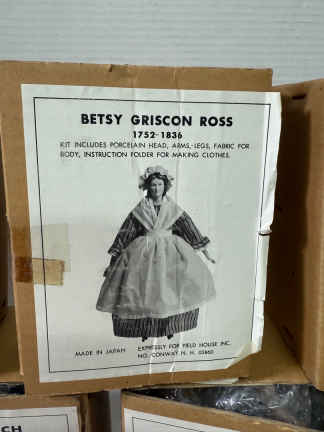 BETSY GRISCON ROSS
1752-1836
KIT INCLUDES PORCELAIN HEAD, ARMS, LEGS, FABRIC FOR
BODY, INSTRUCTION FOLDER FOR MAKING CLOTHES.
MADE IN JAPAN
EXPRESSLY FOR FIELD HOUSE INC.
NO. CONWAY, N. H. 03860
CH